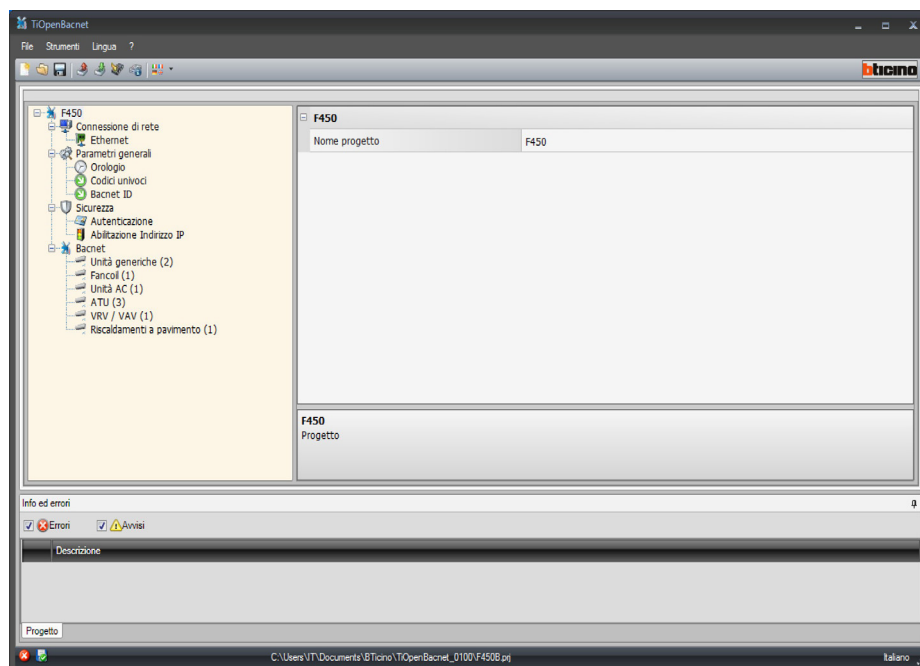 TiOpenBacnet
File Strumenti Lingua ?
bticino
F450
Connessione di rete
Ethernet
Parametri generali
Orologio
Codici univoci
Bacnet ID
Sicurezza
Autenticazione
Abilitazione Indirizzo IP
Bacnet
Unità generiche (2)
Fancoil (1)
Unità AC (1)
ATU (3)
VRV / VAV (1)
Riscaldamenti a pavimento (1)
F450
Nome progetto F450
F450
Progetto
Info ed errori
Errori Avvisi
Descrizione
Progetto
C:\Users\IT\Documents\BTicino\TiOpenBacnet_0100\F450B.prj Italiano